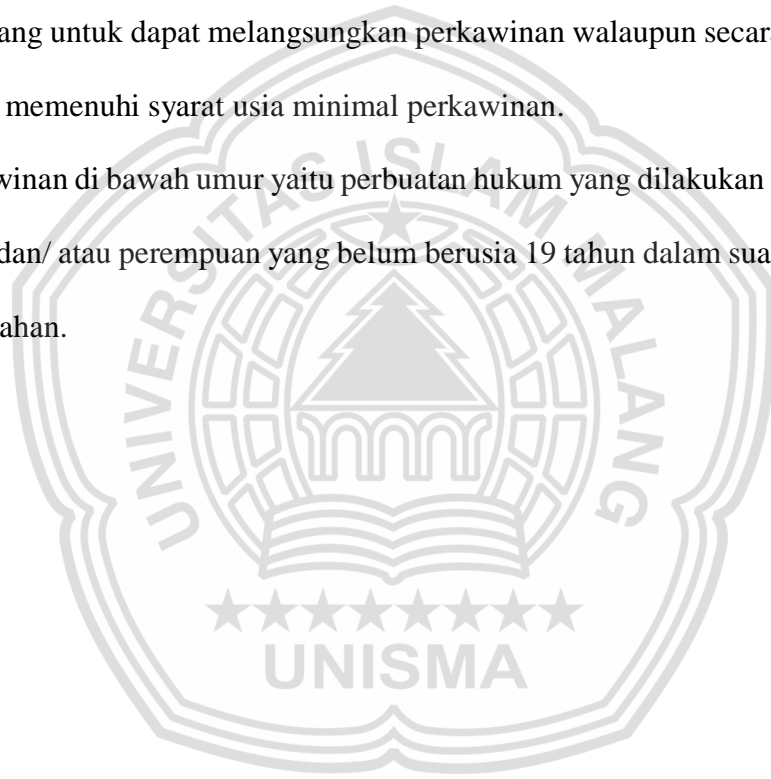 ang untuk dapat melangsungkan perkawinan walaupun secar
memenuhi syarat usia minimal perkawinan.
winan di bawah umur yaitu perbuatan hukum yang dilakukan
dan/ atau perempuan yang belum berusia 19 tahun dalam sua
ahan.
UNIVERSITAS ISLAM MALANG
UNISMA